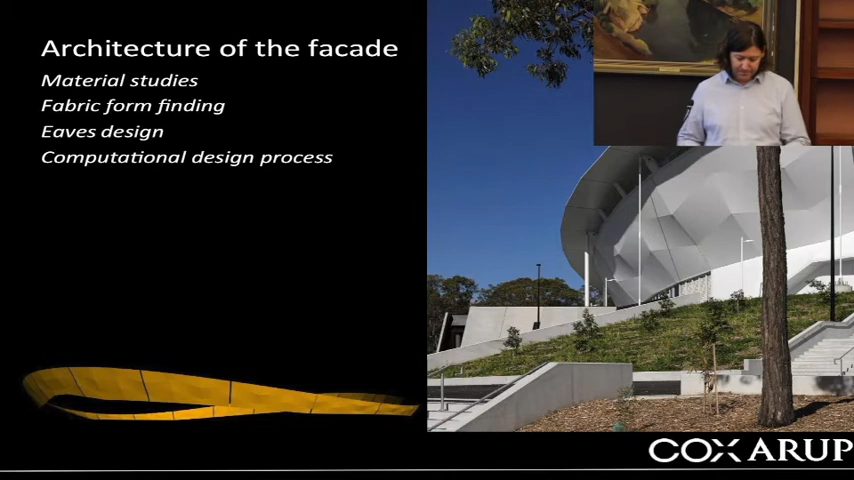 Architecture of the facade
Material studies
Fabric form finding
Eaves design
Computational design process
COX ARUP